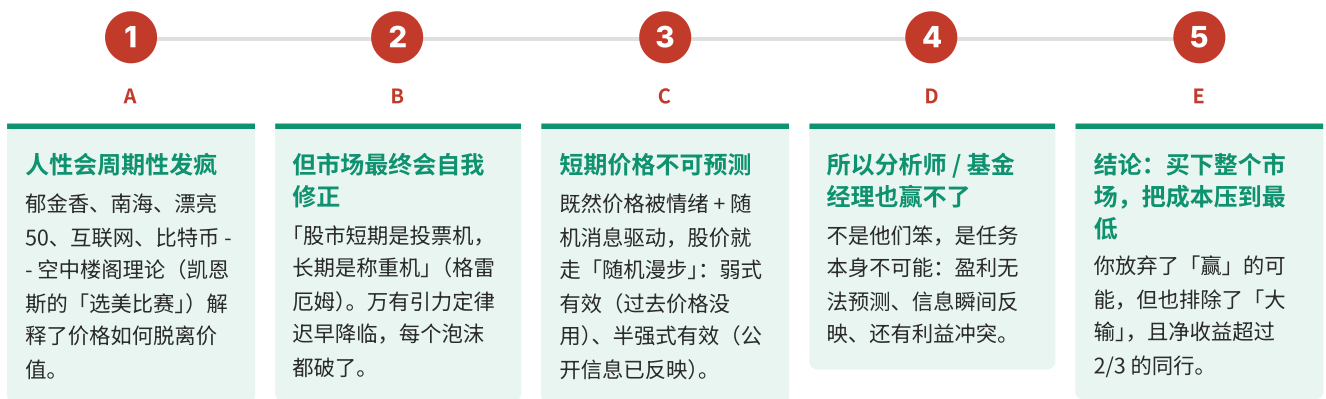 1
A
人性会周期性发疯
郁金香、南海、漂亮
50、互联网、比特币 -
- 空中楼阁理论（凯恩
斯的「选美比赛」）解
释了价格如何脱离价
值。
2
B
但市场最终会自我
修正
「股市短期是投票机，
长期是称重机」（格雷
厄姆）。万有引力定律
迟早降临，每个泡沫
都破了。
3
C
短期价格不可预测
既然价格被情绪 + 随
机消息驱动，股价就
走「随机漫步」：弱式
有效（过去价格没
用）、半强式有效（公
开信息已反映）。
4
D
所以分析师 / 基金
经理也赢不了
不是他们笨，是任务
本身不可能：盈利无
法预测、信息瞬间反
映、还有利益冲突。
5
E
结论：买下整个市
场，把成本压到最
低
你放弃了「赢」的可
能，但也排除了「大
输」，且净收益超过
2/3 的同行。